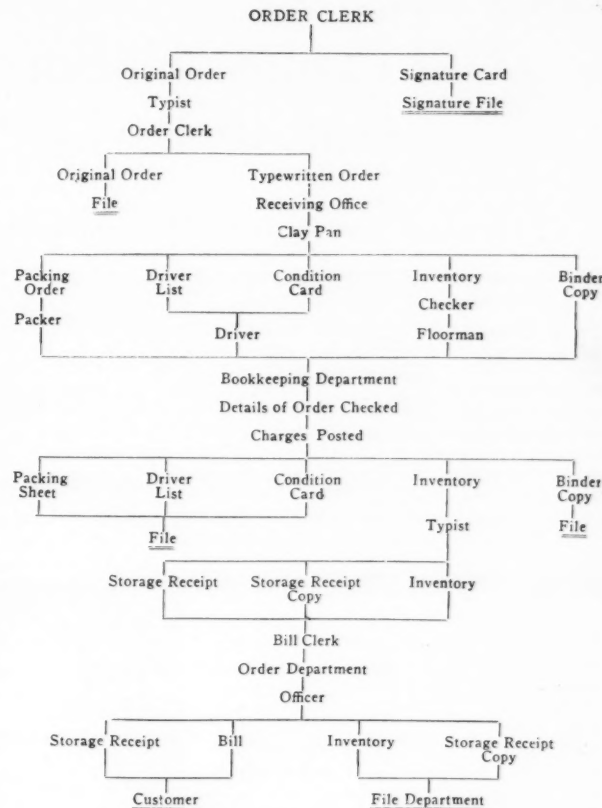 ORDER CLERK
Original Order Signature Card
Typist Signature File
Order Clerk
Original Order Typewritten Order
File Receiving Office
Clay Pan
Packing Driver Condition Inventory Binder
Order List Card Copy
Checker
Packer
Driver Floorman
Bookkeeping Department
Details of Order Checked
Charges Posted
Packing Driver Condition Inventory Binder
Sheet List Card Copy
Typist File
File
Storage Receipt Storage Receipt Inventory
Copy
Bill Clerk
Order Department
Officer
Storage Receipt Bill Inventory Storage Receipt
Copy
Customer File Department